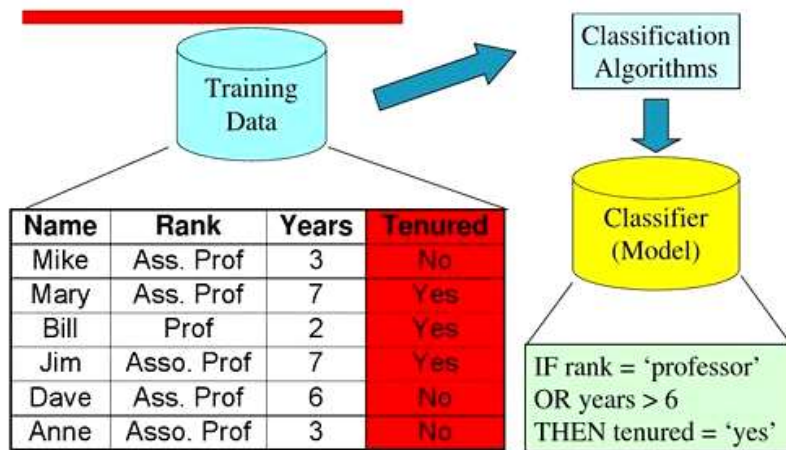 Training
Data
Classification
Algorithms
Classifier
(Model)
Name Rank Years Tenured
Mike Ass. Prof 3 No
Mary Ass. Prof 7 Yes
Bill Prof 2 Yes
Jim Asso. Prof 7 Yes
Dave Ass. Prof 6 No
Anne Asso. Prof 3 No
IF rank = ‘professor’
OR years > 6
THEN tenured = ‘yes’